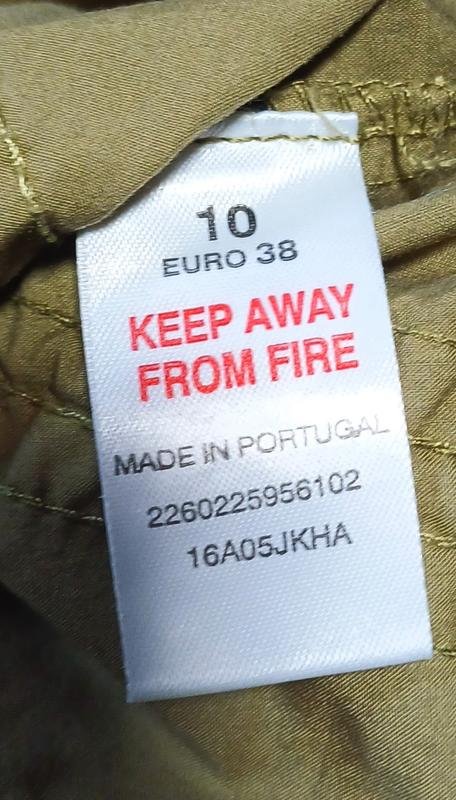 10
EURO 38
KEEP AWAY
FROM FIRE
MADE IN PORTUGAL
2260225956102
16A05JKHA